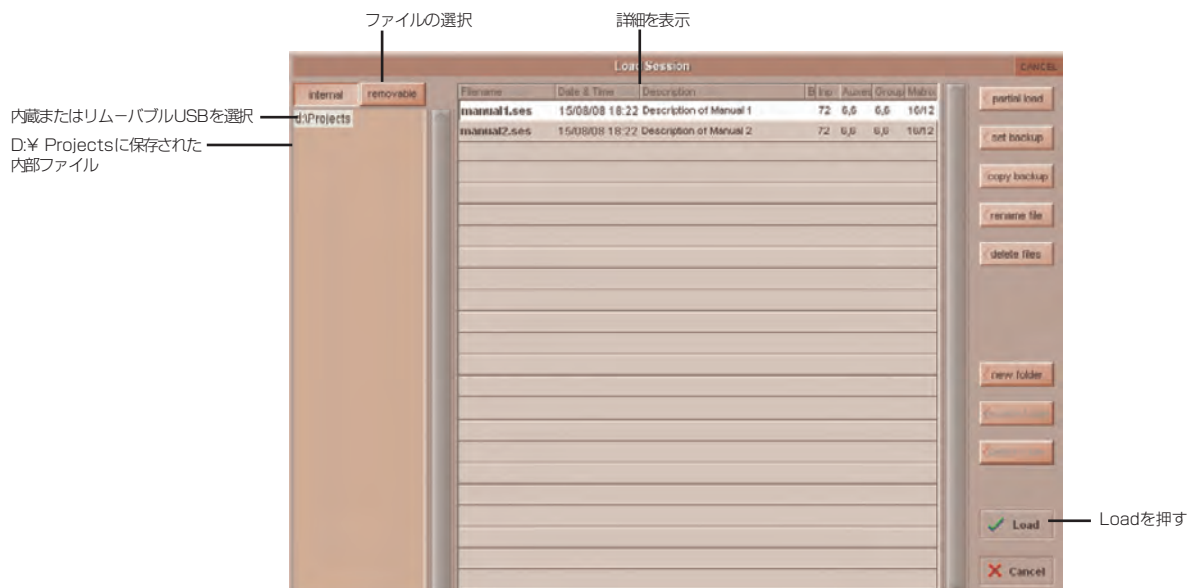 ファイルの選択
詳細を表示
Load Session
CANCEL
internal
removable
Filename
Date & Time
Description
B
Inp
Auxes
Group
Matrix
内蔵またはリムーバブルUSBを選択
d:\Projects
D:¥ Projectsに保存された
内部ファイル
manual1.ses 15/08/08 18:22 Description of Manual 1 72 6,6 6,6 16/12
manual2.ses 15/08/08 18:22 Description of Manual 2 72 6,6 6,6 16/12
partial load
set backup
copy backup
rename file
delete files
new folder
Load
Loadを押す
Cancel